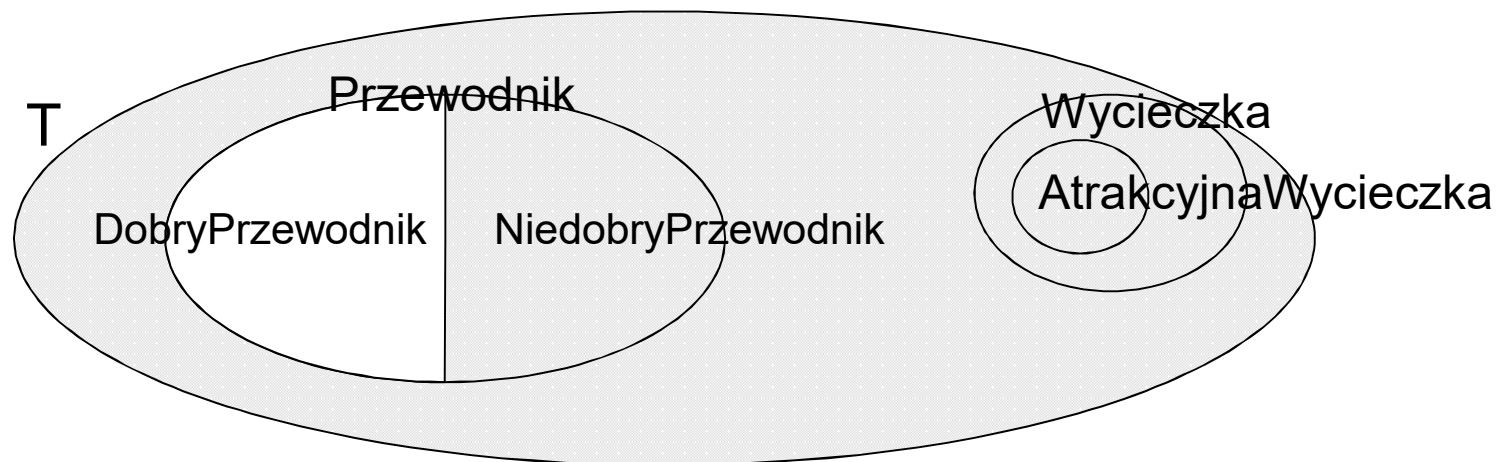 Przewodnik
T
Wycieczka
AtrakcyjnaWycieczka
DobryPrzewodnik
NiedobryPrzewodnik